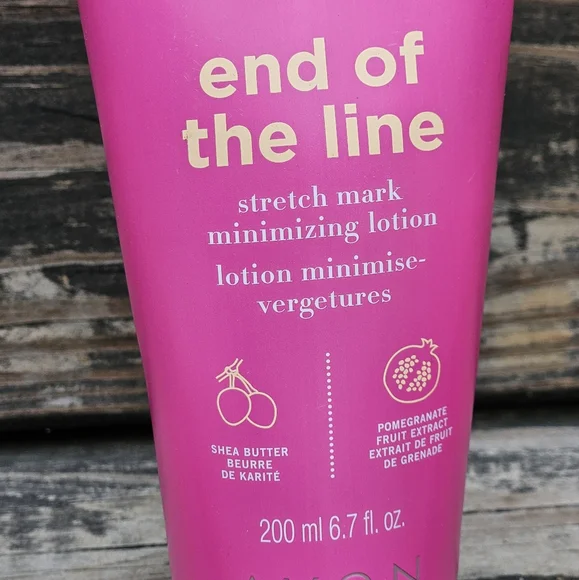 end of
the line
stretch mark
minimizing lotion
lotion minimise-
vergetures
SHEA BUTTER
BEURRE
DE KARITÉ
POMEGRANATE
FRUIT EXTRACT
EXTRAIT DE FRUIT
DE GRENADE
200 ml 6.7 fl. oz.
AVON